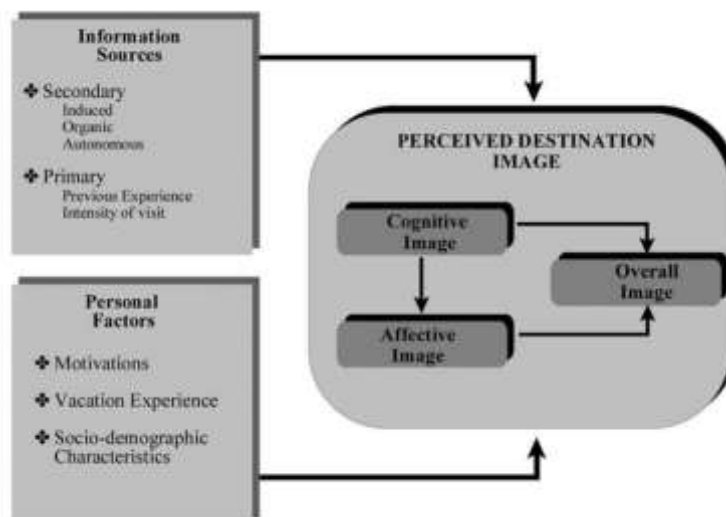 Information
Sources
Secondary
Induced
Organic
Autonomous
Primary
Previous Experience
Intensity of visit
Personal
Factors
Motivations
Vacation Experience
Socio-demographic
Characteristics
PERCEIVED DESTINATION
IMAGE
Cognitive
Image
Overall
Image
Affective
Image